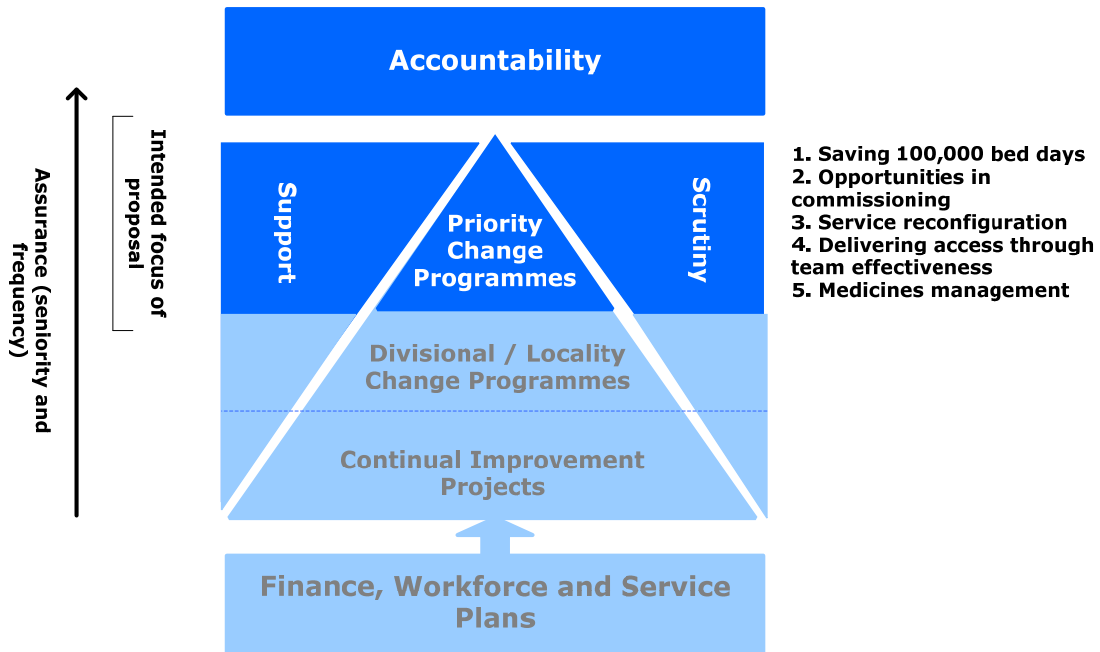 Accountability
Assurance (seniority and
frequency)
Intended focus of
proposal
Support
Priority
Change
Programmes
Scrutiny
1. Saving 100,000 bed days
2. Opportunities in
commissioning
3. Service reconfiguration
4. Delivering access through
team effectiveness
5. Medicines management
Divisional / Locality
Change Programmes
Continual Improvement
Projects
Finance, Workforce and Service
Plans